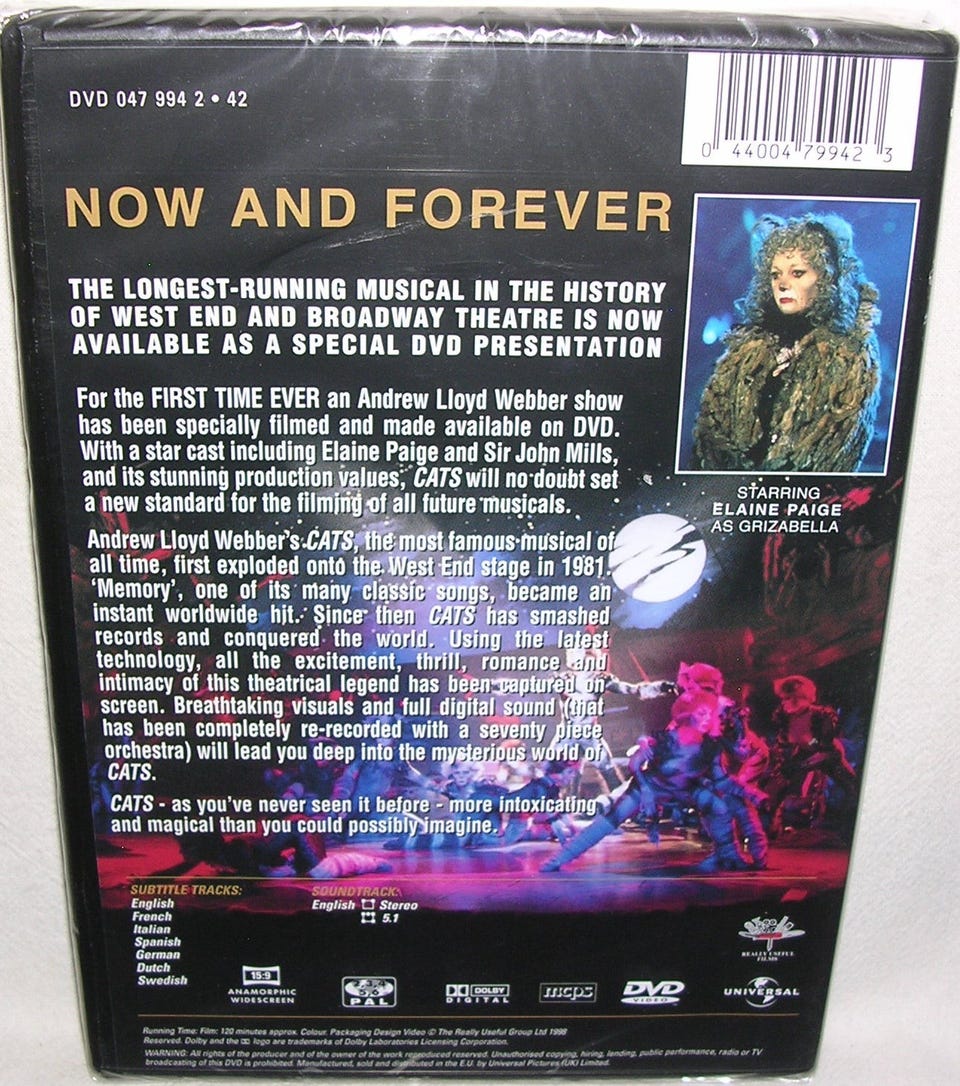 DVD 047 994 2 • 42
0 44004 79942 3
NOW AND FOREVER
THE LONGEST-RUNNING MUSICAL IN THE HISTORY
OF WEST END AND BROADWAY THEATRE IS NOW
AVAILABLE AS A SPECIAL DVD PRESENTATION
For the FIRST TIME EVER an Andrew Lloyd Webber show
has been specially filmed and made available on DVD.
With a star cast including Elaine Paige and Sir John Mills,
and its stunning production values, CATS will no doubt set
a new standard for the filming of all future musicals.
STARRING
ELAINE PAIGE
AS GRIZABELLA
Andrew Lloyd Webber's CATS, the most famous musical of
all time, first exploded onto the West End stage in 1981.
'Memory', one of its many classic songs, became an
instant worldwide hit. Since then CATS has smashed
records and conquered the world. Using the latest
technology, all the excitement, thrill, romance and
intimacy of this theatrical legend has been captured on
screen. Breathtaking visuals and full digital sound (that
has been completely re-recorded with a seventy piece
orchestra) will lead you deep into the mysterious world of
CATS.
CATS - as you've never seen it before - more intoxicating
and magical than you could possibly imagine.
SUBTITLE TRACKS:
English
French
Italian
Spanish
German
Dutch
Swedish
SOUNDTRACK:
English Stereo
5.1
REALLY USEFUL
FILMS
15:9
ANAMORPHIC
WIDESCREEN
PAL
DOLBY
DIGITAL
mcps
DVD
VIDEO
UNIVERSAL
Running Time: Film: 120 minutes approx. Colour. Packaging Design Video © The Really Useful Group Ltd 1998
Reserved. Dolby and the logo are trademarks of Dolby Laboratories Licensing Corporation.
WARNING: All rights of the producer and of the owner of the work reproduced reserved. Unauthorised copying, hiring, lending, public performance, radio or TV
broadcasting of this DVD is prohibited. Manufactured, sold and distributed in the E.U. by Universal Pictures (UK) Limited.